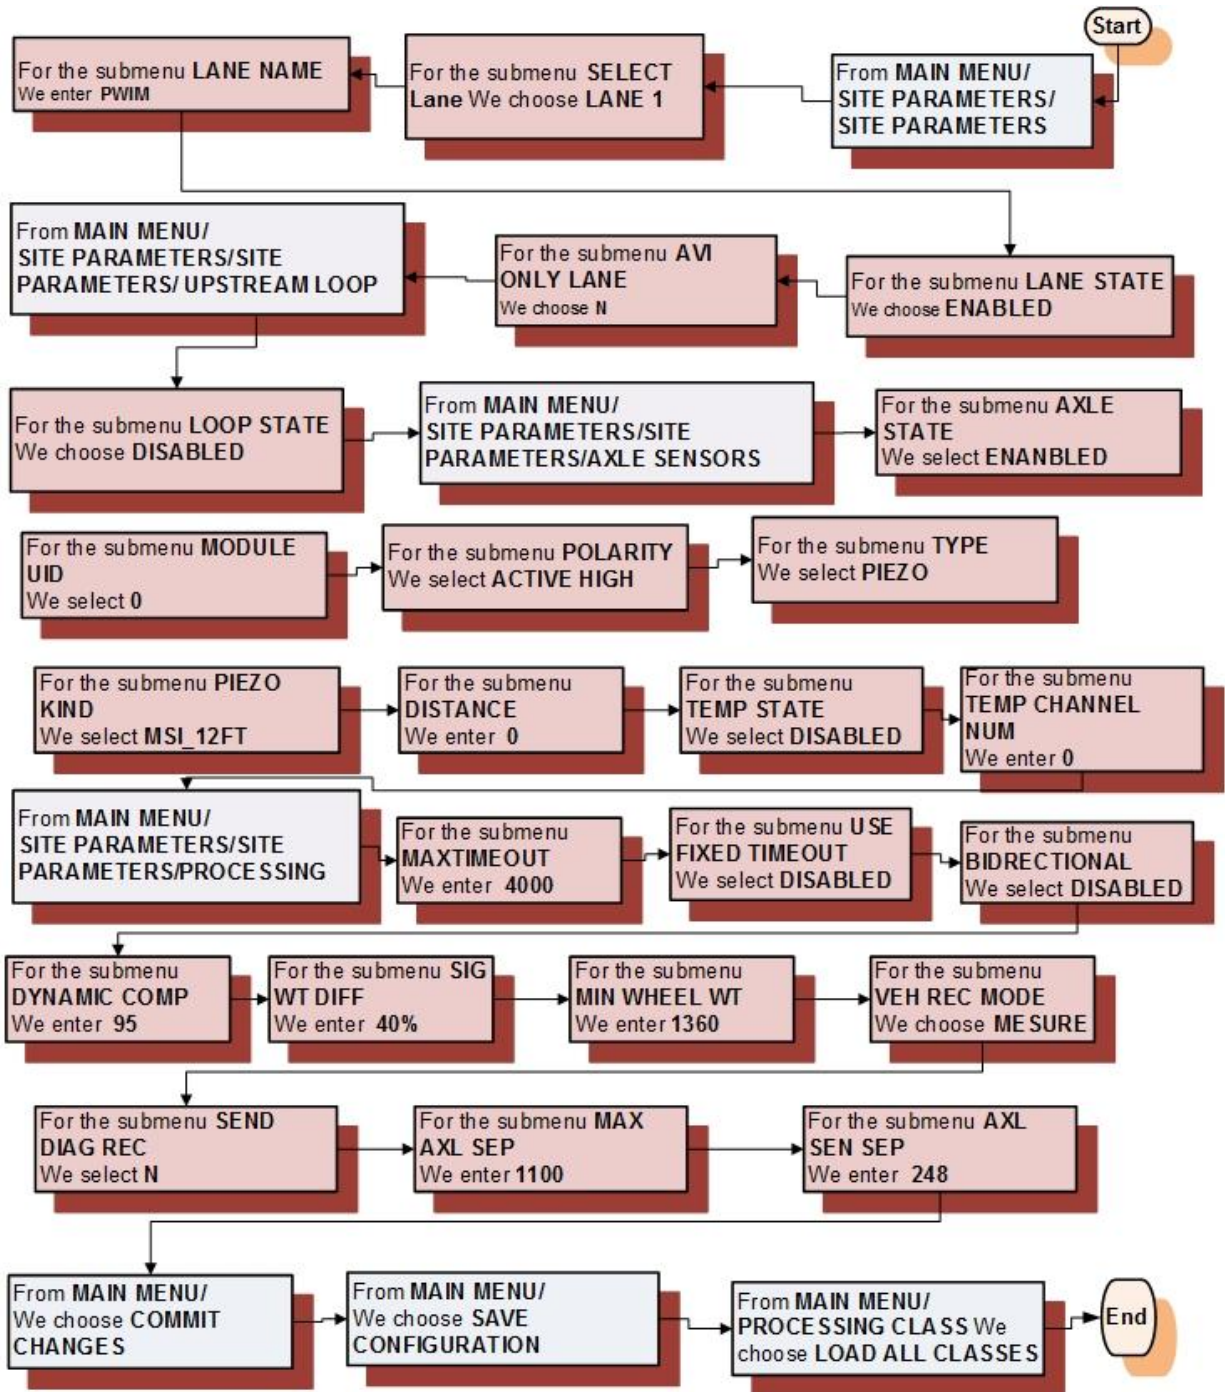 Start
From MAIN MENU/
SITE PARAMETERS/
SITE PARAMETERS
For the submenu SELECT
Lane We choose LANE 1
For the submenu LANE NAME
We enter PWIM
For the submenu LANE STATE
We choose ENABLED
For the submenu AVI
ONLY LANE
We choose N
From MAIN MENU/
SITE PARAMETERS/SITE
PARAMETERS/ UPSTREAM LOOP
For the submenu LOOP STATE
We choose DISABLED
From MAIN MENU/
SITE PARAMETERS/SITE
PARAMETERS/AXLE SENSORS
For the submenu AXLE
STATE
We select ENANBLED
For the submenu MODULE
UID
We select 0
For the submenu POLARITY
We select ACTIVE HIGH
For the submenu TYPE
We select PIEZO
For the submenu PIEZO
KIND
We select MSI_12FT
For the submenu
DISTANCE
We enter 0
For the submenu
TEMP STATE
We select DISABLED
For the submenu
TEMP CHANNEL
NUM
We enter 0
From MAIN MENU/
SITE PARAMETERS/SITE
PARAMETERS/PROCESSING
For the submenu
MAXTIMEOUT
We enter 4000
For the submenu USE
FIXED TIMEOUT
We select DISABLED
For the submenu
BIDRECTIONAL
We select DISABLED
For the submenu
DYNAMIC COMP
We enter 95
For the submenu SIG
WT DIFF
We enter 40%
For the submenu
MIN WHEEL WT
We enter 1360
For the submenu
VEH REC MODE
We choose MESURE
For the submenu SEND
DIAG REC
We select N
For the submenu MAX
AXL SEP
We enter 1100
For the submenu AXL
SEN SEP
We enter 248
From MAIN MENU/
We choose COMMIT
CHANGES
From MAIN MENU/
We choose SAVE
CONFIGURATION
From MAIN MENU/
PROCESSING CLASS We
choose LOAD ALL CLASSES
End